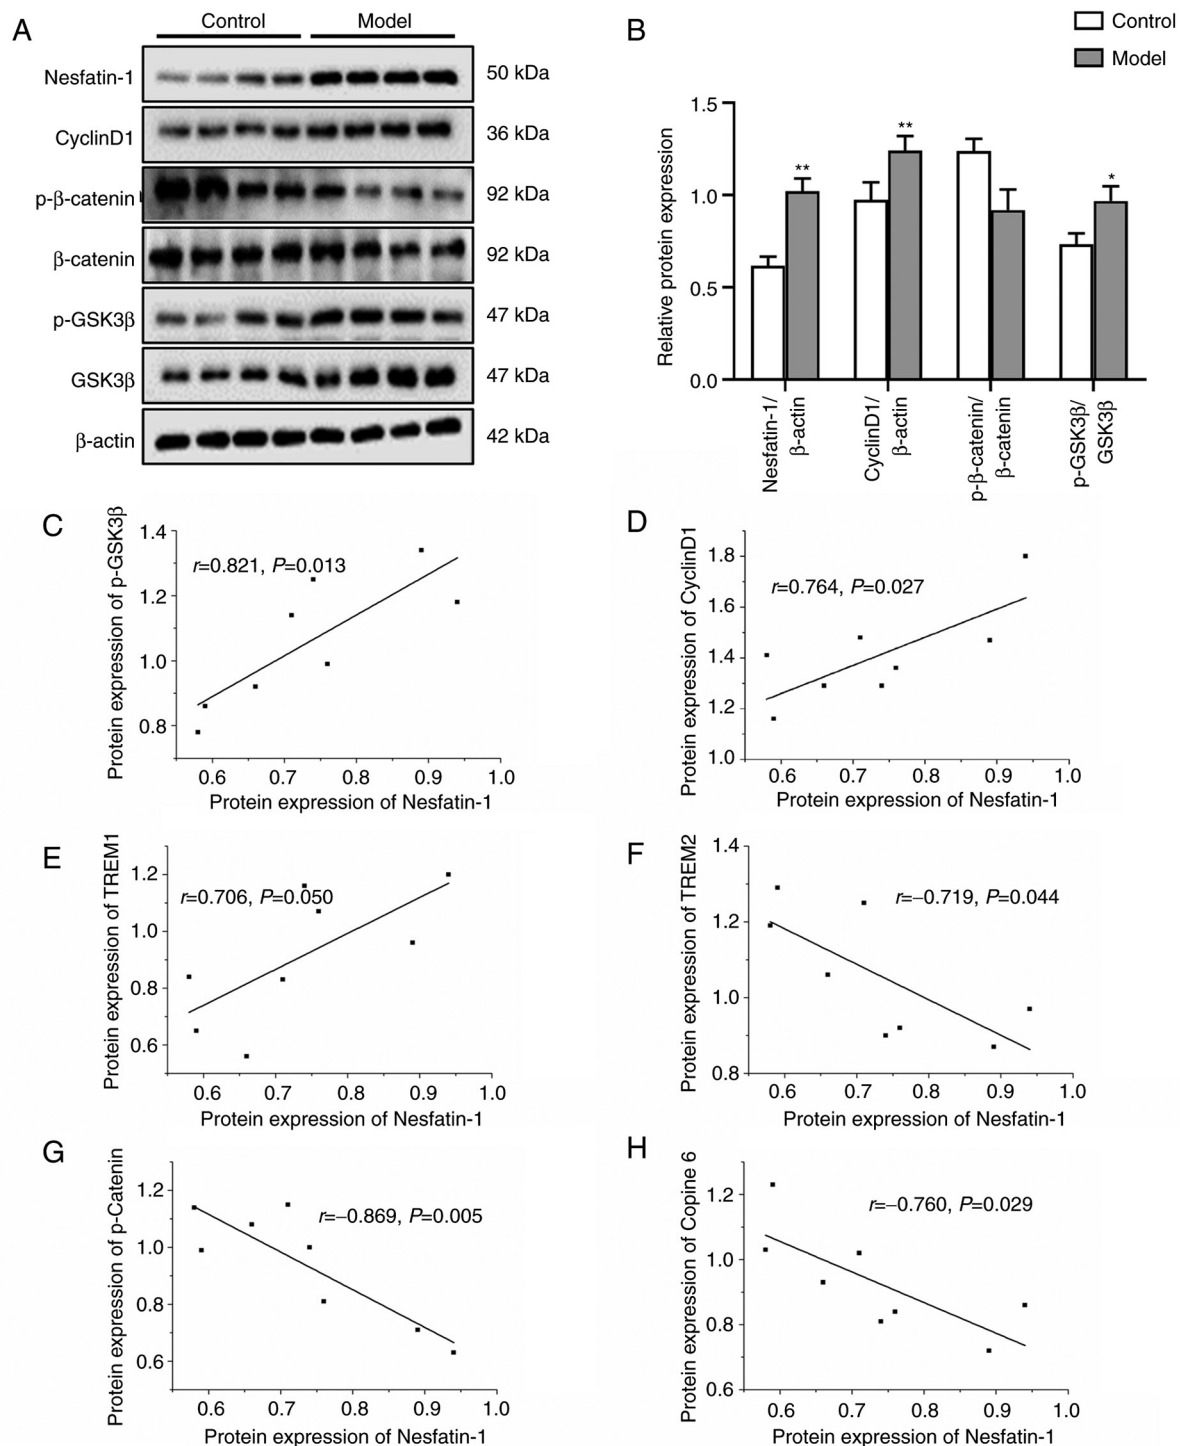 A
Control
Model
Nesfatin-1
50 kDa
CyclinD1
36 kDa
p-β-catenin
92 kDa
β-catenin
92 kDa
p-GSK3β
47 kDa
GSK3β
47 kDa
β-actin
42 kDa
B
Control
Model
Relative protein expression
1.5
1.0
0.5
0.0
**
**
*
Nesfatin-1/
β-actin
CyclinD1/
β-actin
p-β-catenin/
β-catenin
p-GSK3β/
GSK3β
C
Protein expression of p-GSK3β
1.4
1.2
1.0
0.8
r=0.821, P=0.013
0.6 0.7 0.8 0.9 1.0
Protein expression of Nesfatin-1
D
Protein expression of CyclinD1
1.8
1.6
1.4
1.2
1.0
r=0.764, P=0.027
0.6 0.7 0.8 0.9 1.0
Protein expression of Nesfatin-1
E
Protein expression of TREM1
1.2
1.0
0.8
0.6
r=0.706, P=0.050
0.6 0.7 0.8 0.9 1.0
Protein expression of Nesfatin-1
F
Protein expression of TREM2
1.4
1.2
1.0
0.8
r=−0.719, P=0.044
0.6 0.7 0.8 0.9 1.0
Protein expression of Nesfatin-1
G
Protein expression of p-Catenin
1.2
1.0
0.8
0.6
r=−0.869, P=0.005
0.6 0.7 0.8 0.9 1.0
Protein expression of Nesfatin-1
H
Protein expression of Copine 6
1.2
1.0
0.8
0.6
r=−0.760, P=0.029
0.6 0.7 0.8 0.9 1.0
Protein expression of Nesfatin-1